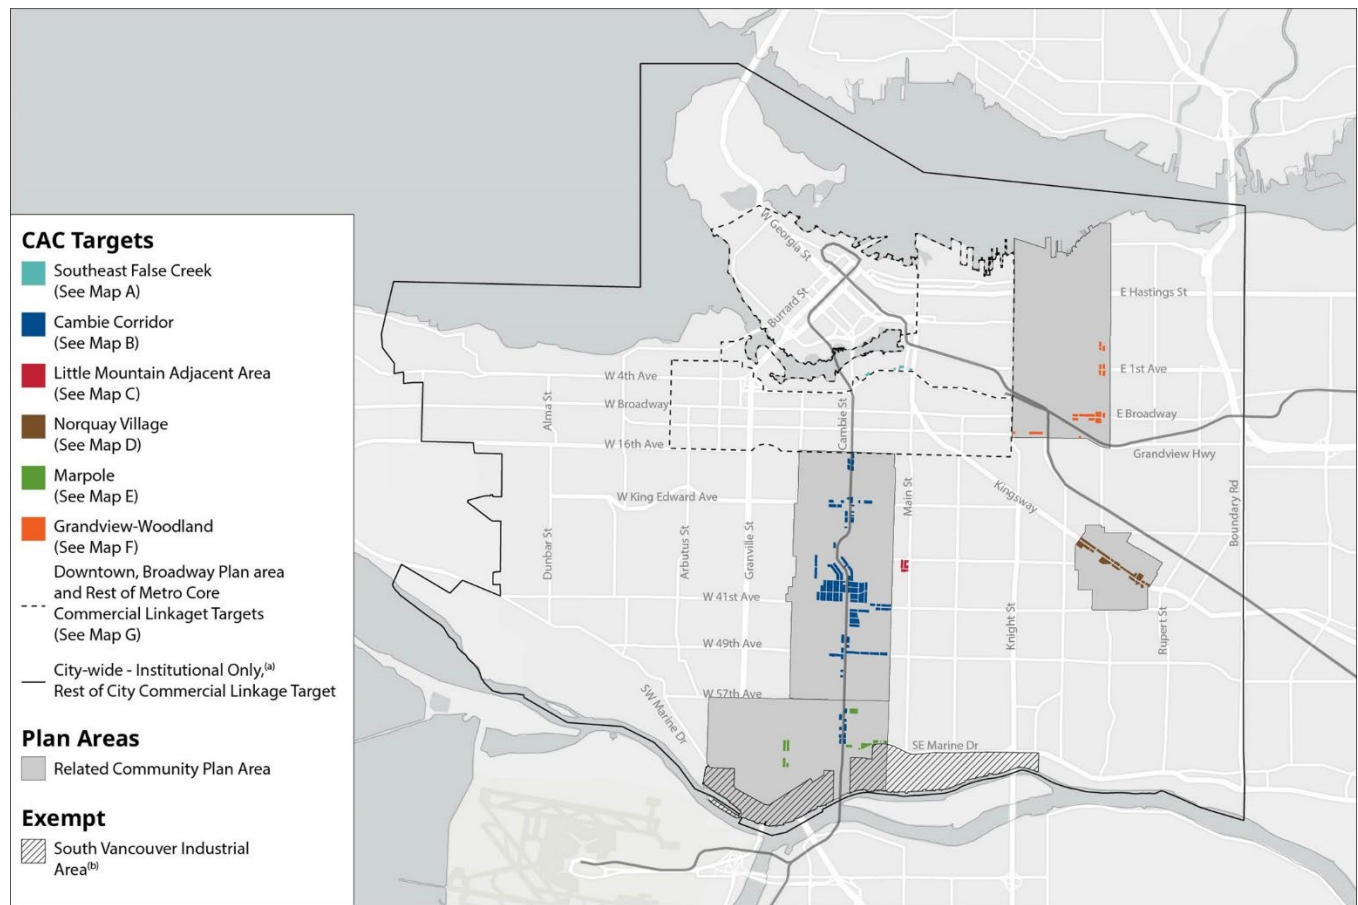 CAC Targets
Southeast False Creek
(See Map A)
Cambie Corridor
(See Map B)
Little Mountain Adjacent Area
(See Map C)
Norquay Village
(See Map D)
Marpole
(See Map E)
Grandview-Woodland
(See Map F)
Downtown, Broadway Plan area
and Rest of Metro Core
Commercial Linkaget Targets
(See Map G)
City-wide - Institutional Only,(a)
Rest of City Commercial Linkage Target
Plan Areas
Related Community Plan Area
Exempt
South Vancouver Industrial
Area(b)
W Georgia St
Burrard St
E Hastings St
E 1st Ave
E Broadway
Grandview Hwy
W 4th Ave
W Broadway
W 16th Ave
Alma St
Cambie St
W King Edward Ave
Main St
Kingsway
Boundary Rd
Dunbar St
Arbutus St
Granville St
W 41st Ave
W 49th Ave
Knight St
Rupert St
W 57th Ave
SW Marine Dr
SE Marine Dr